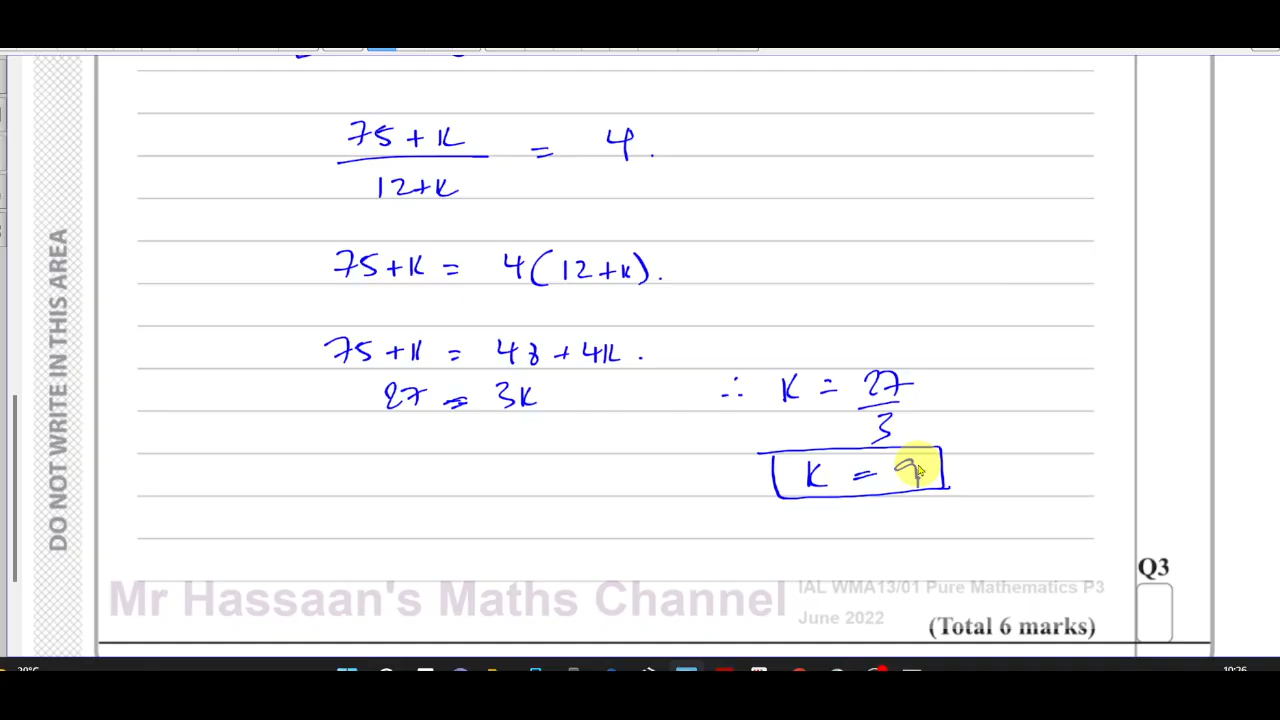 75 + K
12+K
= 4.
75 + K = 4(12+K).
75 + K = 48 + 4K.
27 = 3K
∴ K = 27
3
K = 9
DO NOT WRITE IN THIS AREA
Q3
Mr Hassaan's Maths Channel
IAL WMA13/01 Pure Mathematics P3
June 2022
(Total 6 marks)